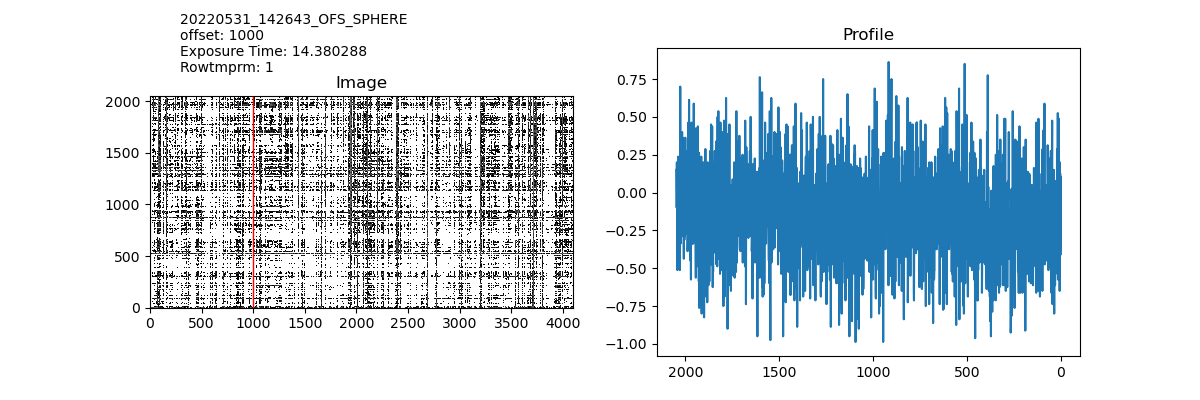 20220531_142643_OFS_SPHERE
offset: 1000
Exposure Time: 14.380288
Rowtmprm: 1
Image
2000
1500
1000
500
0
0 500 1000 1500 2000 2500 3000 3500 4000
Profile
0.75
0.50
0.25
0.00
−0.25
−0.50
−0.75
−1.00
2000 1500 1000 500 0